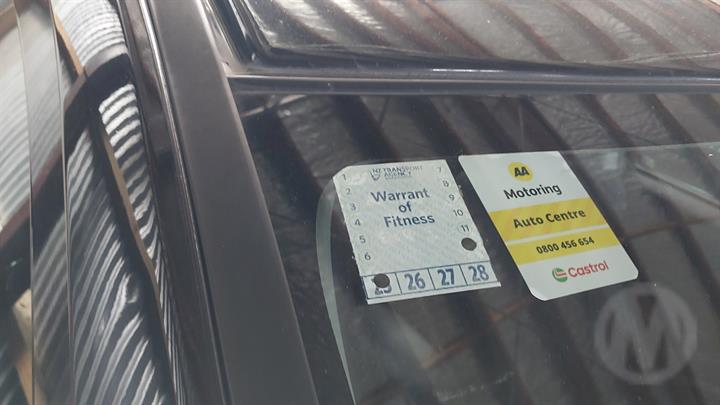 NZ TRANSPORT
AGENCY
Warrant
of
Fitness
1
2
3
4
5
6
7
8
9
10
11
26 27 28
AA
Motoring
Auto Centre
0800 456 654
Castrol
M